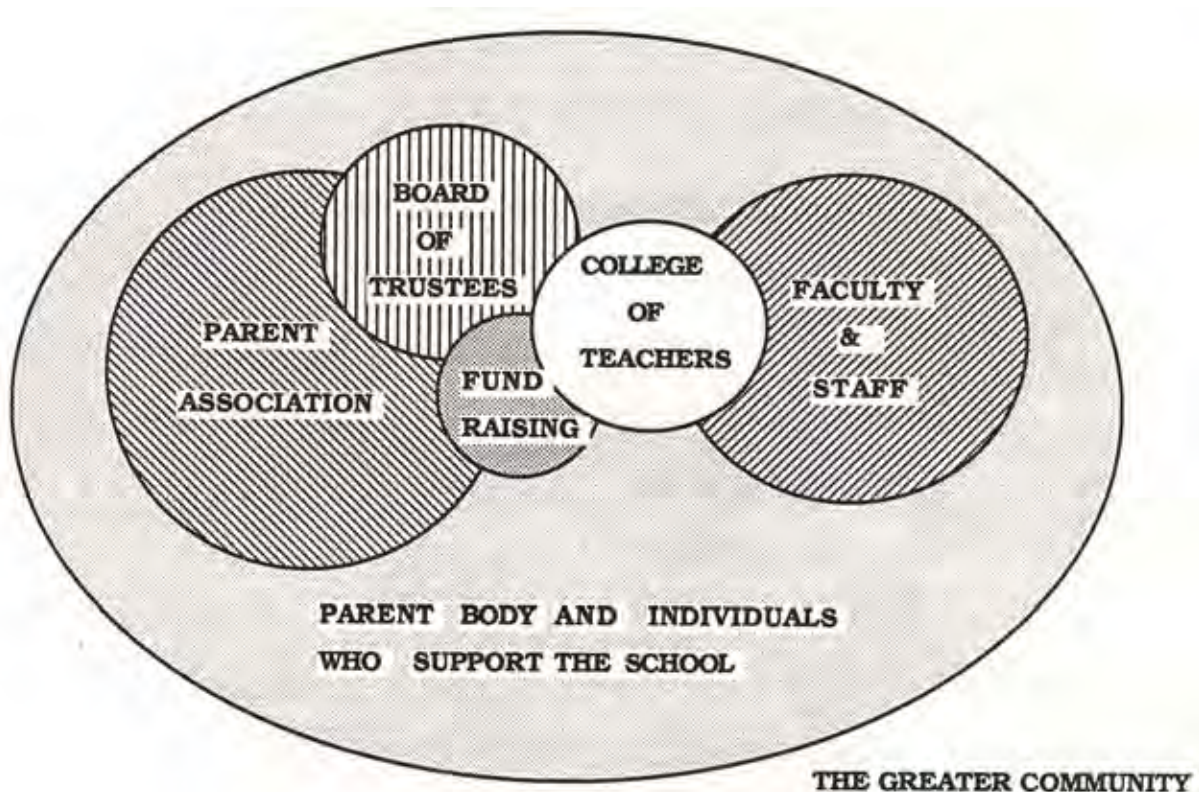 BOARD
OF
TRUSTEES
PARENT
ASSOCIATION
FUND
RAISING
COLLEGE
OF
TEACHERS
FACULTY
&
STAFF
PARENT BODY AND INDIVIDUALS
WHO SUPPORT THE SCHOOL
THE GREATER COMMUNITY